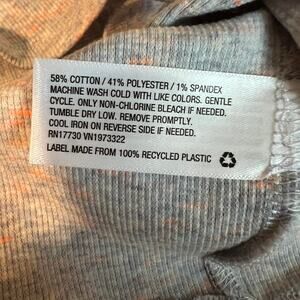 58% COTTON / 41% POLYESTER / 1% SPANDEX
MACHINE WASH COLD WITH LIKE COLORS. GENTLE
CYCLE. ONLY NON-CHLORINE BLEACH IF NEEDED.
TUMBLE DRY LOW. REMOVE PROMPTLY.
COOL IRON ON REVERSE SIDE IF NEEDED.
RN17730 VN1973322
LABEL MADE FROM 100% RECYCLED PLASTIC